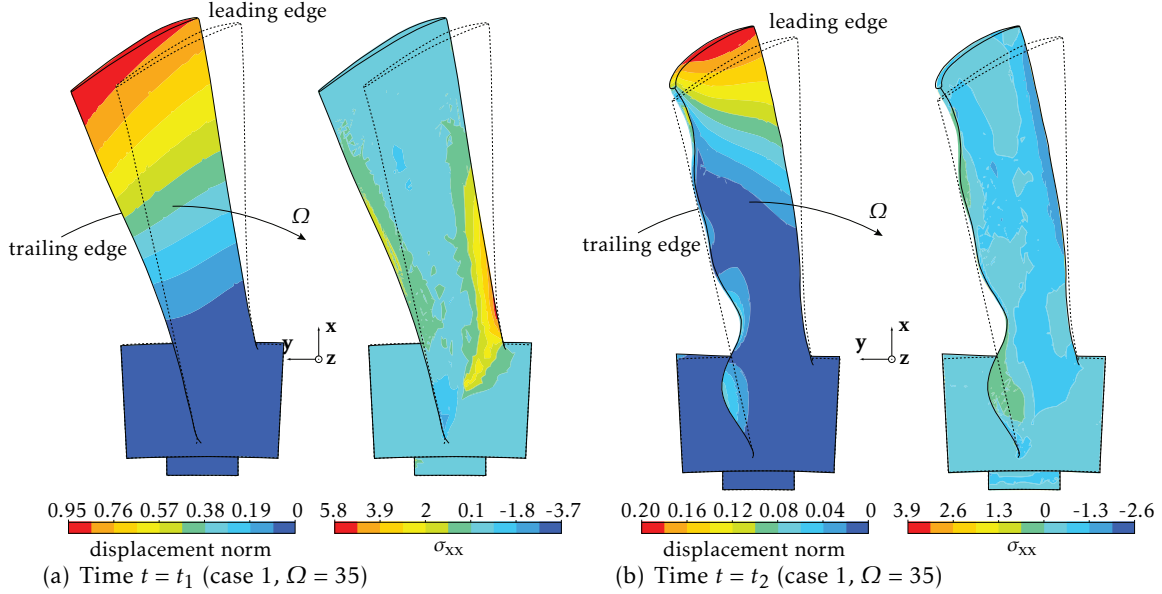 leading edge
leading edge
Ω
trailing edge
x
y
z
Ω
trailing edge
x
y
z
0.95 0.76 0.57 0.38 0.19 0
displacement norm
5.8 3.9 2 0.1 -1.8 -3.7
σxx
0.20 0.16 0.12 0.08 0.04 0
displacement norm
3.9 2.6 1.3 0 -1.3 -2.6
σxx
(a) Time t = t1 (case 1, Ω = 35)
(b) Time t = t2 (case 1, Ω = 35)